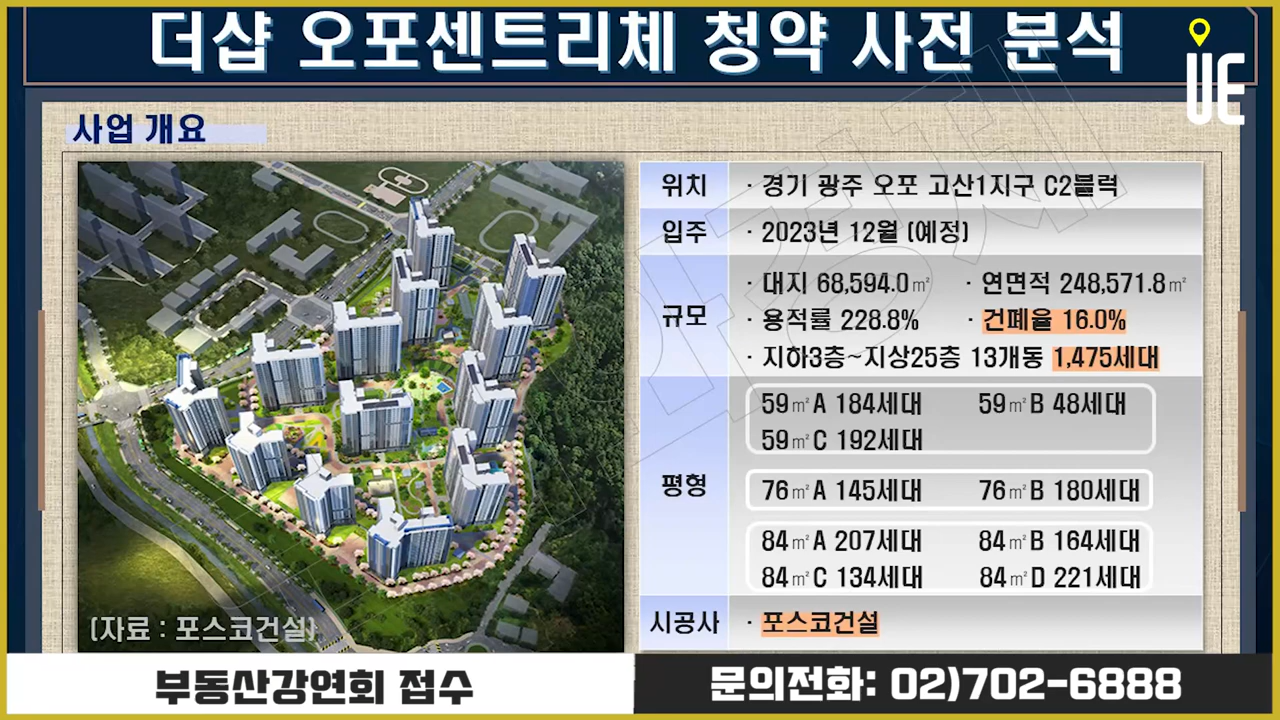 더샵 오포센트리체 청약 사전 분석
UE
사업 개요
위치 · 경기 광주 오포 고산1지구 C2블럭
입주 · 2023년 12월 (예정)
규모
· 대지 68,594.0㎡ · 연면적 248,571.8㎡
· 용적률 228.8% · 건폐율 16.0%
· 지하3층~지상25층 13개동 1,475세대
평형
59㎡A 184세대 59㎡B 48세대
59㎡C 192세대
76㎡A 145세대 76㎡B 180세대
84㎡A 207세대 84㎡B 164세대
84㎡C 134세대 84㎡D 221세대
시공사 · 포스코건설
(자료 : 포스코건설)
부동산강연회 접수
문의전화: 02)702-6888